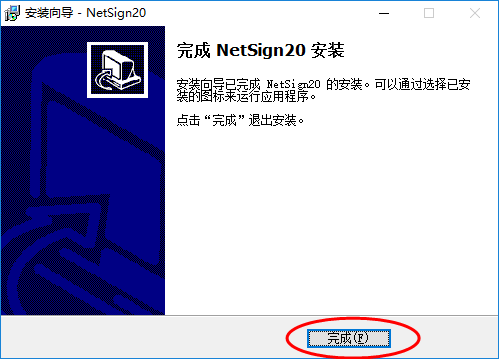 安装向导 - NetSign20
完成 NetSign20 安装
安装向导已完成 NetSign20 的安装。可以通过选择已安
装的图标来运行应用程序。
点击“完成”退出安装。
完成(F)